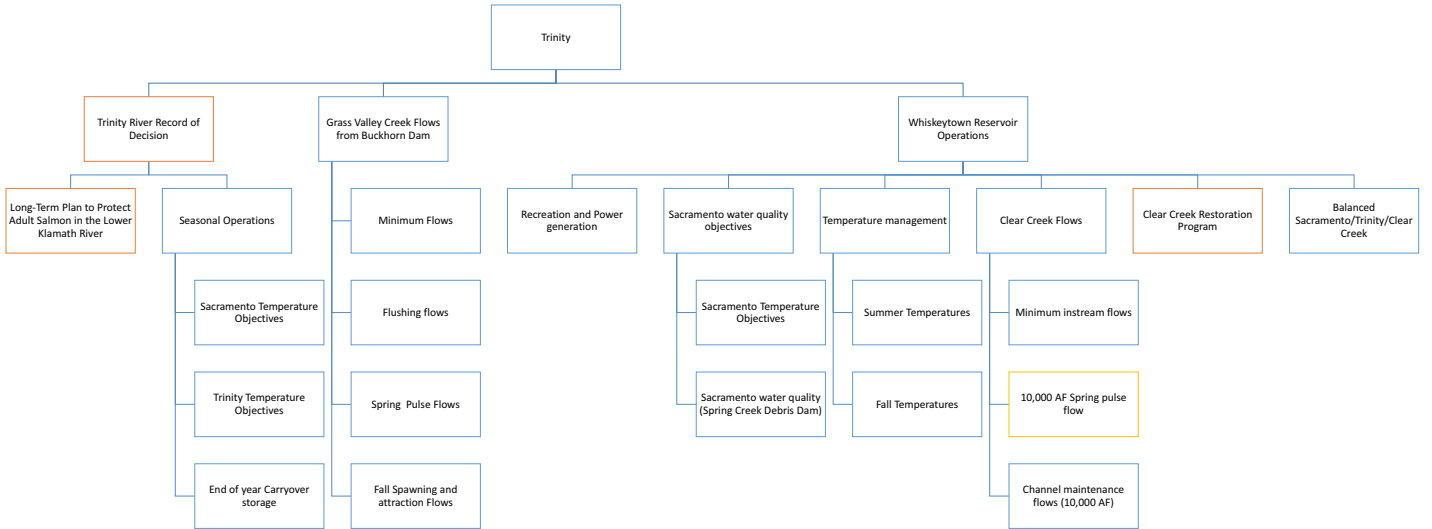 Trinity
Trinity River Record of
Decision
Grass Valley Creek Flows
from Buckhorn Dam
Whiskeytown Reservoir
Operations
Long-Term Plan to Protect
Adult Salmon in the Lower
Klamath River
Seasonal Operations
Minimum Flows
Recreation and Power
generation
Sacramento water quality
objectives
Temperature management
Clear Creek Flows
Clear Creek Restoration
Program
Balanced
Sacramento/Trinity/Clear
Creek
Sacramento Temperature
Objectives
Flushing flows
Sacramento Temperature
Objectives
Summer Temperatures
Minimum instream flows
Trinity Temperature
Objectives
Spring Pulse Flows
Sacramento water quality
(Spring Creek Debris Dam)
Fall Temperatures
10,000 AF Spring pulse
flow
End of year Carryover
storage
Fall Spawning and
attraction Flows
Channel maintenance
flows (10,000 AF)